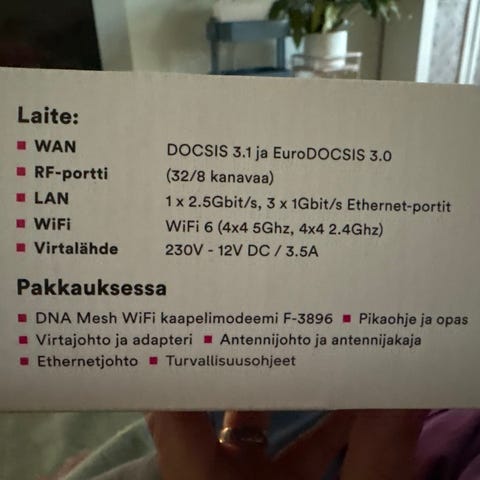 Laite:
WAN DOCSIS 3.1 ja EuroDOCSIS 3.0
RF-portti (32/8 kanavaa)
LAN 1 x 2.5Gbit/s, 3 x 1Gbit/s Ethernet-portit
WiFi WiFi 6 (4x4 5Ghz, 4x4 2.4Ghz)
Virtalähde 230V - 12V DC / 3.5A
Pakkauksessa
DNA Mesh WiFi kaapelimodeemi F-3896 ■ Pikaohje ja opas
Virtajohto ja adapteri ■ Antennijohto ja antennijakaja
Ethernetjohto ■ Turvallisuusohjeet